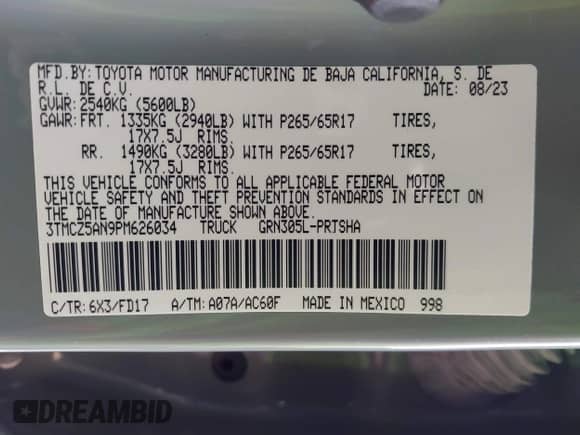 MFD.BY: TOYOTA MOTOR MANUFACTURING DE BAJA CALIFORNIA, S. DE
R.L. DE C.V. DATE: 08/23
GVWR: 2540KG (5600LB)
GAWR: FRT. 1335KG (2940LB) WITH P265/65R17 TIRES,
17X7.5J RIMS.
RR. 1490KG (3280LB) WITH P265/65R17 TIRES,
17X7.5J RIMS.
THIS VEHICLE CONFORMS TO ALL APPLICABLE FEDERAL MOTOR
VEHICLE SAFETY AND THEFT PREVENTION STANDARDS IN EFFECT ON
THE DATE OF MANUFACTURE SHOWN ABOVE.
3TMCZ5AN9PM626034 TRUCK GRN305L-PRTSHA
C/TR: 6X3/FD17 A/TM: A07A/AC60F MADE IN MEXICO 998
DREAMBID